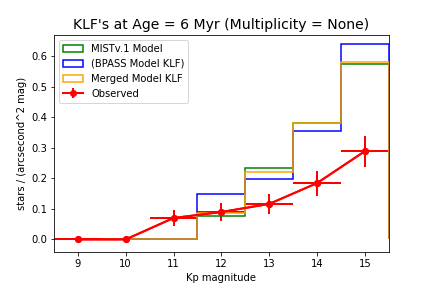 KLF's at Age = 6 Myr (Multiplicity = None)
MISTv.1 Model
(BPASS Model KLF)
Merged Model KLF
Observed
stars / (arcsecond^2 mag)
0.6
0.5
0.4
0.3
0.2
0.1
0.0
9 10 11 12 13 14 15
Kp magnitude